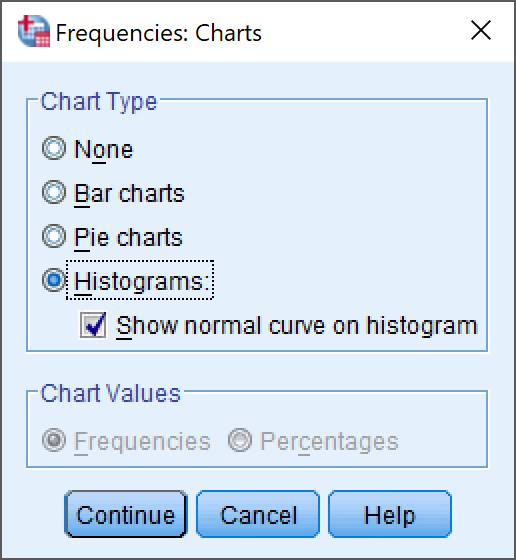 Frequencies: Charts
Chart Type
None
Bar charts
Pie charts
Histograms:
Show normal curve on histogram
Chart Values
Frequencies Percentages
Continue Cancel Help